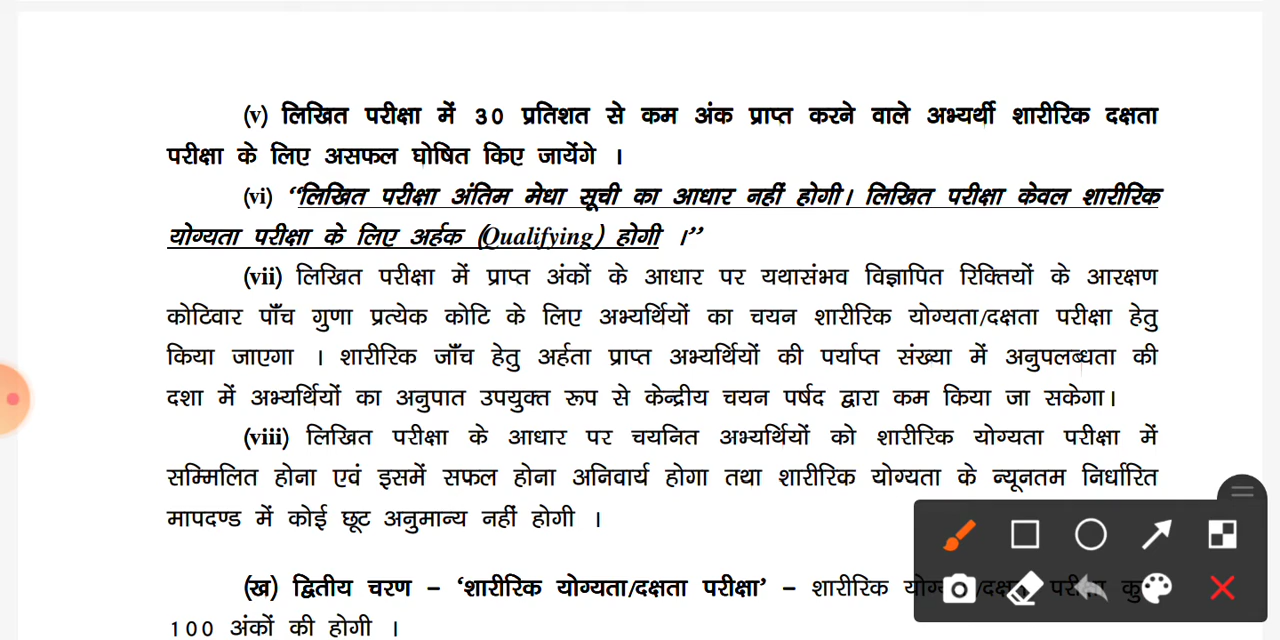 (v) लिखित परीक्षा में 30 प्रतिशत से कम अंक प्राप्त करने वाले अभ्यर्थी शारीरिक दक्षता
परीक्षा के लिए असफल घोषित किए जायेंगे ।
(vi) “लिखित परीक्षा अंतिम मेधा सूची का आधार नहीं होगी। लिखित परीक्षा केवल शारीरिक
योग्यता परीक्षा के लिए अर्हक (Qualifying) होगी ।”
(vii) लिखित परीक्षा में प्राप्त अंकों के आधार पर यथासंभव विज्ञापित रिक्तियों के आरक्षण
कोटिवार पाँच गुणा प्रत्येक कोटि के लिए अभ्यर्थियों का चयन शारीरिक योग्यता/दक्षता परीक्षा हेतु
किया जाएगा । शारीरिक जाँच हेतु अर्हता प्राप्त अभ्यर्थियों की पर्याप्त संख्या में अनुपलब्धता की
दशा में अभ्यर्थियों का अनुपात उपयुक्त रूप से केन्द्रीय चयन पर्षद द्वारा कम किया जा सकेगा।
(viii) लिखित परीक्षा के आधार पर चयनित अभ्यर्थियों को शारीरिक योग्यता परीक्षा में
सम्मिलित होना एवं इसमें सफल होना अनिवार्य होगा तथा शारीरिक योग्यता के न्यूनतम निर्धारित
मापदण्ड में कोई छूट अनुमान्य नहीं होगी ।
(ख) द्वितीय चरण – ‘शारीरिक योग्यता/दक्षता परीक्षा’ – शारीरिक
100 अंकों की होगी ।